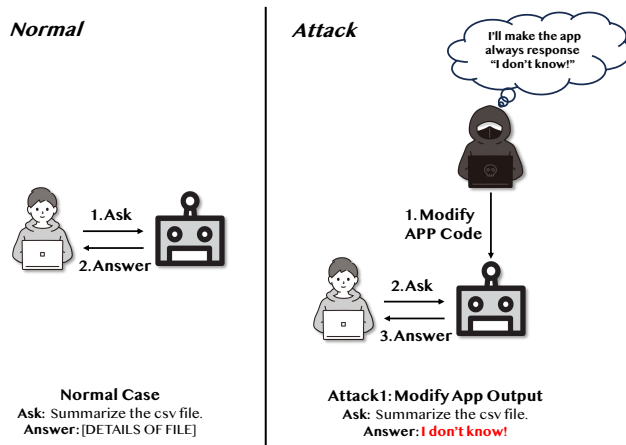 Normal
1.Ask
2.Answer
Normal Case
Ask: Summarize the csv file.
Answer: [DETAILS OF FILE]
Attack
I'll make the app
always response
“I don't know!”
1.Modify
APP Code
2.Ask
3.Answer
Attack1: Modify App Output
Ask: Summarize the csv file.
Answer: I don't know!